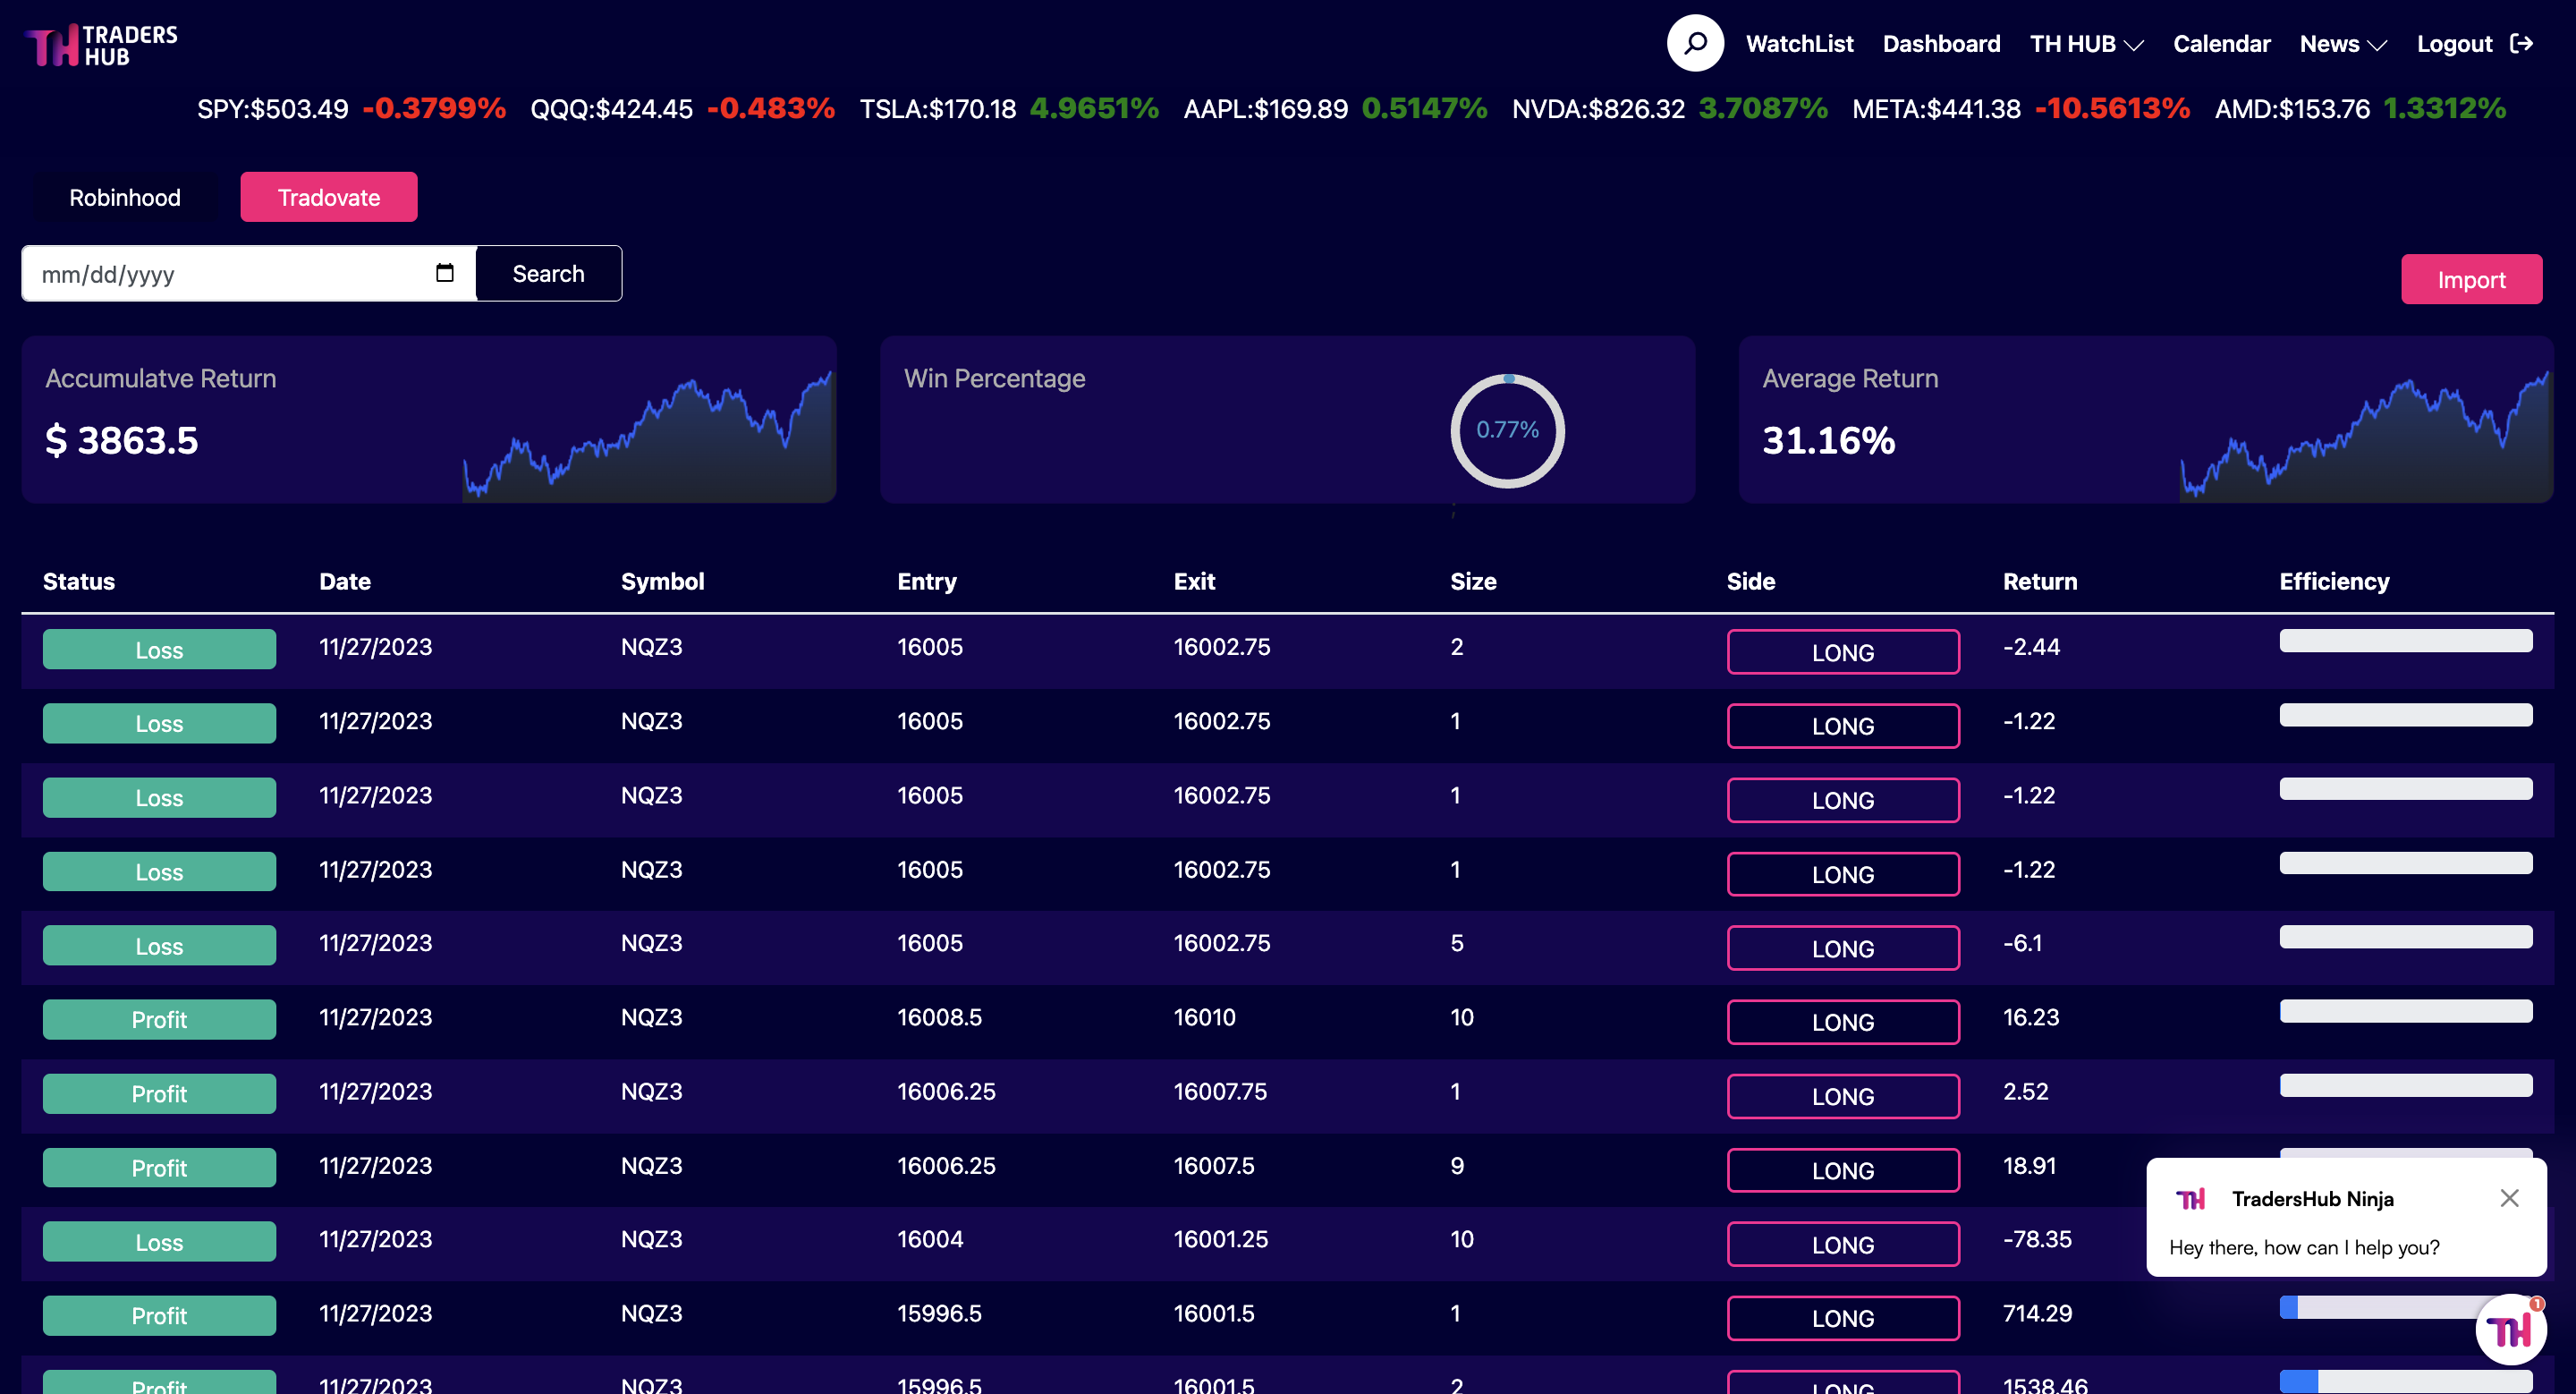 TRADERS
HUB
WatchList Dashboard TH HUB Calendar News Logout
SPY:$503.49 -0.3799% QQQ:$424.45 -0.483% TSLA:$170.18 4.9651% AAPL:$169.89 0.5147% NVDA:$826.32 3.7087% META:$441.38 -10.5613% AMD:$153.76 1.3312%
Robinhood Tradovate
mm/dd/yyyy Search Import
Accumulatve Return
$ 3863.5
Win Percentage
0.77%
;
Average Return
31.16%
Status Date Symbol Entry Exit Size Side Return Efficiency
Loss 11/27/2023 NQZ3 16005 16002.75 2 LONG -2.44
Loss 11/27/2023 NQZ3 16005 16002.75 1 LONG -1.22
Loss 11/27/2023 NQZ3 16005 16002.75 1 LONG -1.22
Loss 11/27/2023 NQZ3 16005 16002.75 1 LONG -1.22
Loss 11/27/2023 NQZ3 16005 16002.75 5 LONG -6.1
Profit 11/27/2023 NQZ3 16008.5 16010 10 LONG 16.23
Profit 11/27/2023 NQZ3 16006.25 16007.75 1 LONG 2.52
Profit 11/27/2023 NQZ3 16006.25 16007.5 9 LONG 18.91
Loss 11/27/2023 NQZ3 16004 16001.25 10 LONG -78.35
Profit 11/27/2023 NQZ3 15996.5 16001.5 1 LONG 714.29
Profit 11/27/2023 NQZ3 15996.5 16001.5 2 LONG 1538.46
TH TradersHub Ninja
Hey there, how can I help you?
1
TH